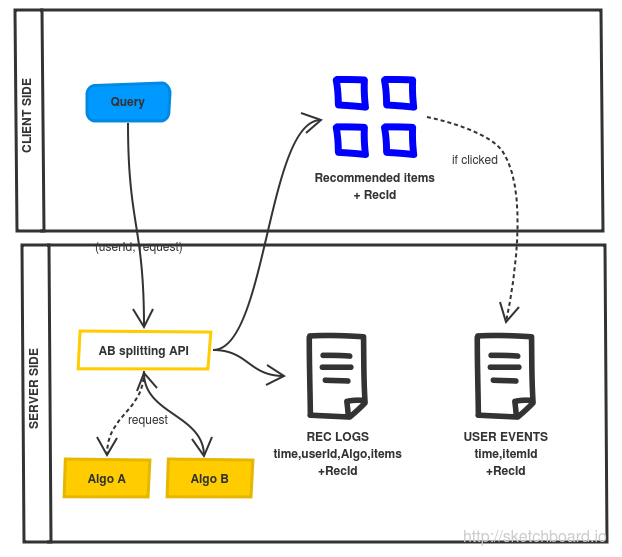 CLIENT SIDE
Query
if clicked
Recommended items
+ RecId
(userId, request)
SERVER SIDE
AB splitting API
request
REC LOGS
time,userId,Algo,items
+RecId
USER EVENTS
time,itemId
+RecId
Algo A
Algo B
http://sketchboard.io